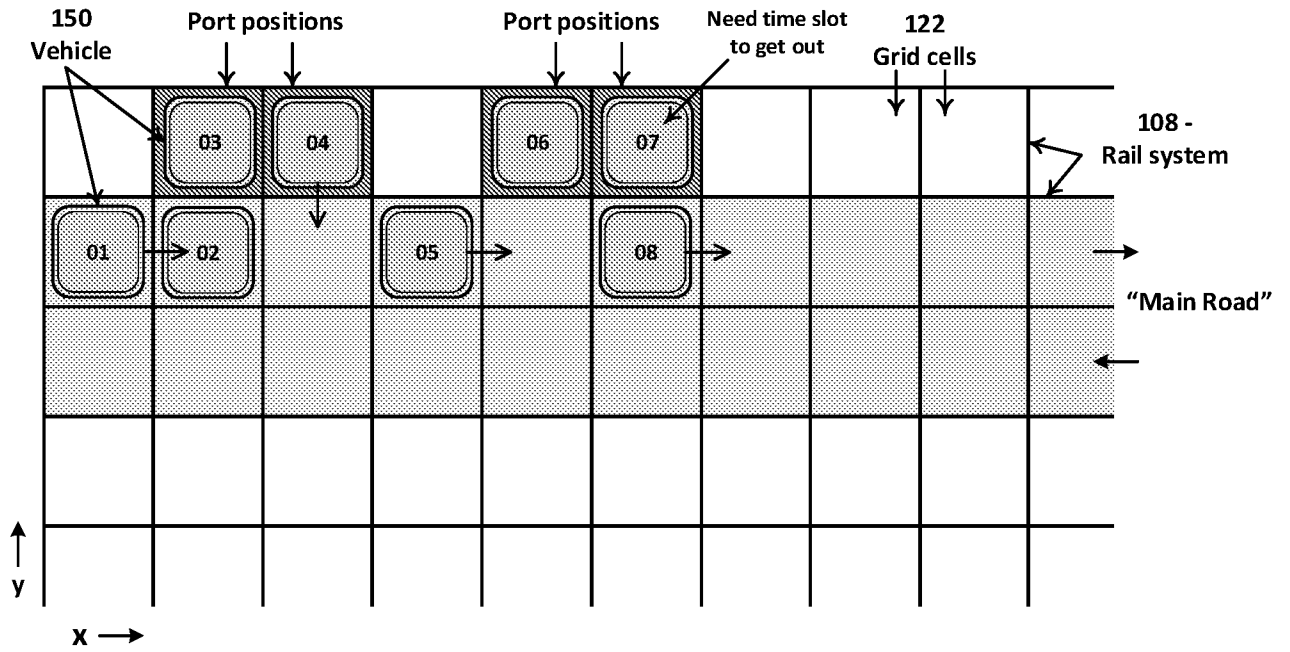 150
Vehicle
Port positions
Port positions
Need time slot
to get out
122
Grid cells
108 -
Rail system
03
04
06
07
01
02
05
08
“Main Road”
y
x